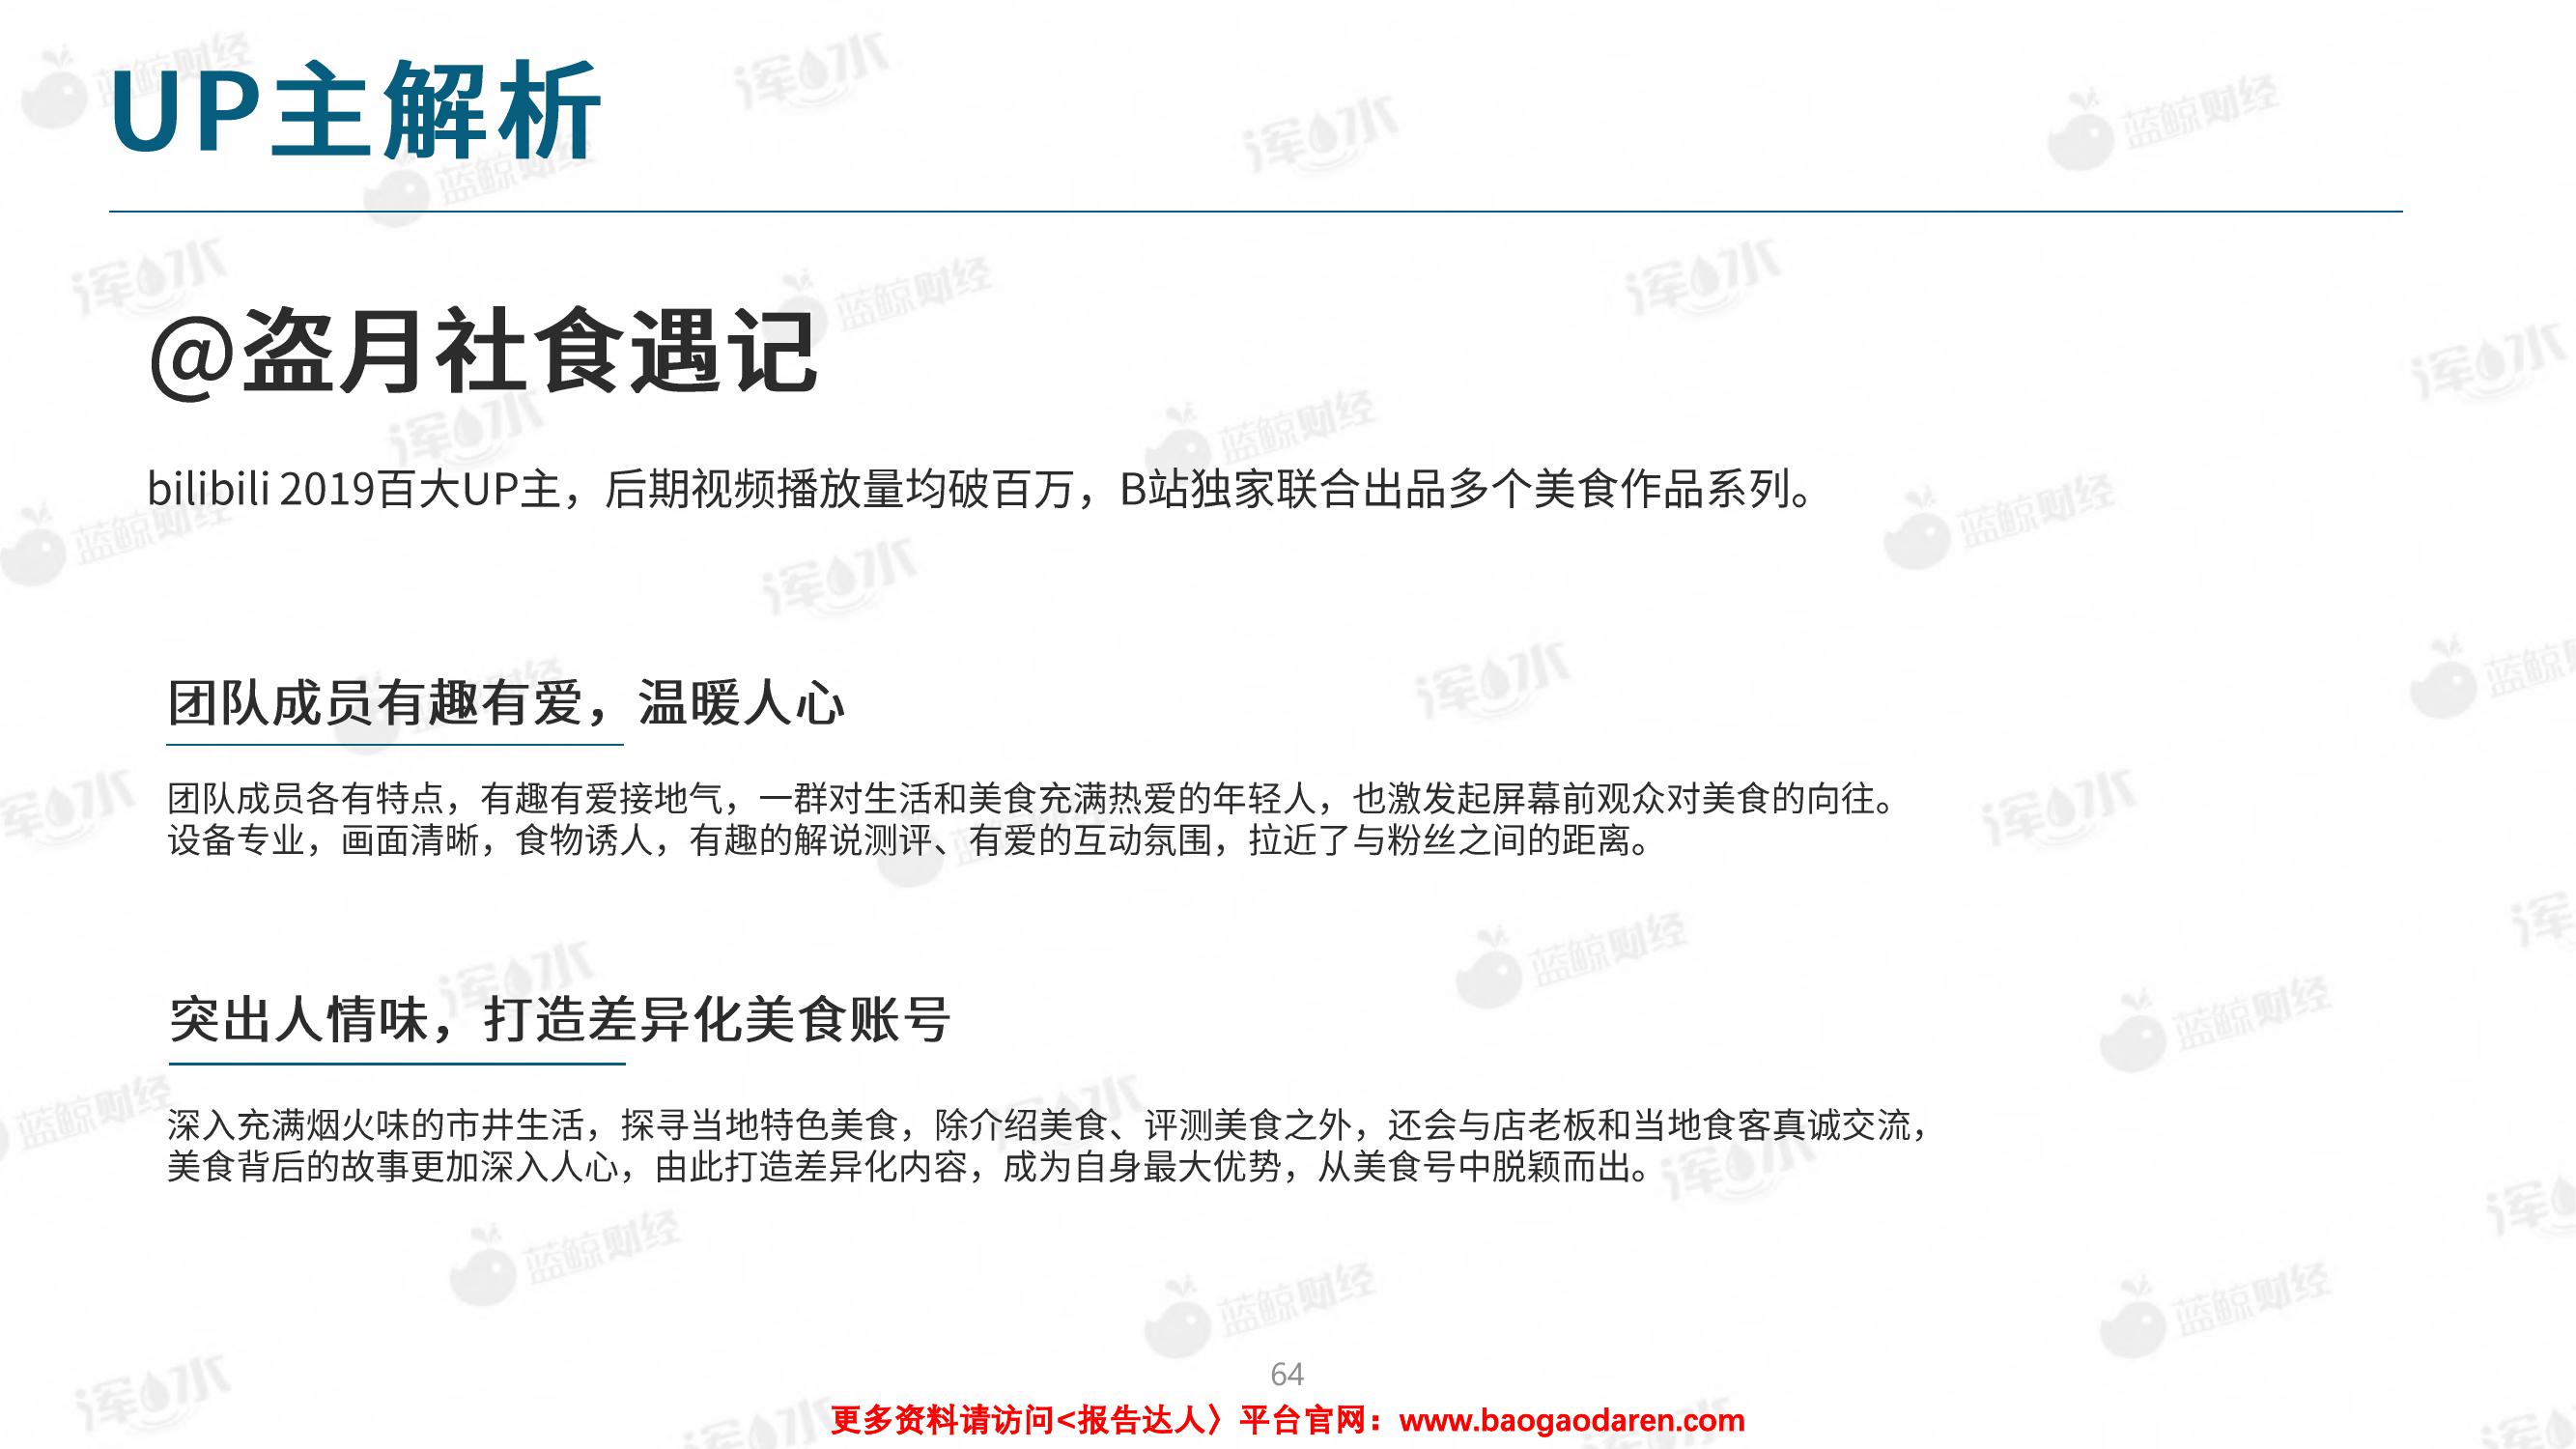 UP主解析
@盗月社食遇记
bilibili 2019百大UP主，后期视频播放量均破百万，B站独家联合出品多个美食作品系列。
团队成员有趣有爱，温暖人心
团队成员各有特点，有趣有爱接地气，一群对生活和美食充满热爱的年轻人，也激发起屏幕前观众对美食的向往。
设备专业，画面清晰，食物诱人，有趣的解说测评、有爱的互动氛围，拉近了与粉丝之间的距离。
突出人情味，打造差异化美食账号
深入充满烟火味的市井生活，探寻当地特色美食，除介绍美食、评测美食之外，还会与店老板和当地食客真诚交流，
美食背后的故事更加深入人心，由此打造差异化内容，成为自身最大优势，从美食号中脱颖而出。
64
更多资料请访问<报告达人〉平台官网：www.baogaodaren.com
蓝鲸财经
浑水